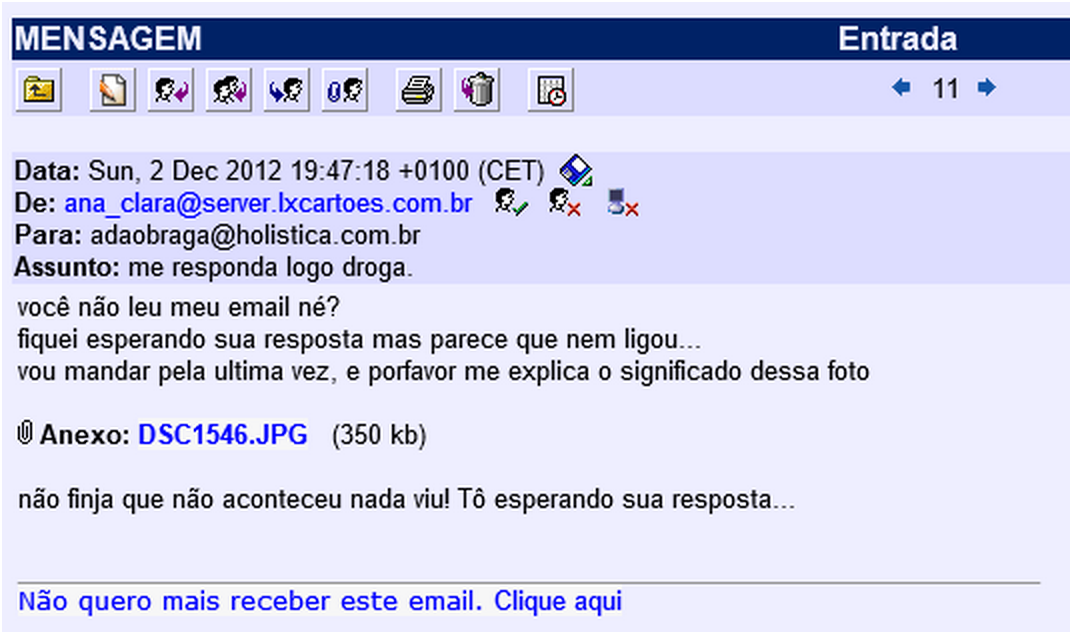 MENSAGEM Entrada
11
Data: Sun, 2 Dec 2012 19:47:18 +0100 (CET)
De: ana_clara@server.lxcartoes.com.br
Para: adaobraga@holistica.com.br
Assunto: me responda logo droga.
você não leu meu email né?
fiquei esperando sua resposta mas parece que nem ligou...
vou mandar pela ultima vez, e porfavor me explica o significado dessa foto
Anexo: DSC1546.JPG (350 kb)
não finja que não aconteceu nada viu! Tô esperando sua resposta...
Não quero mais receber este email. Clique aqui